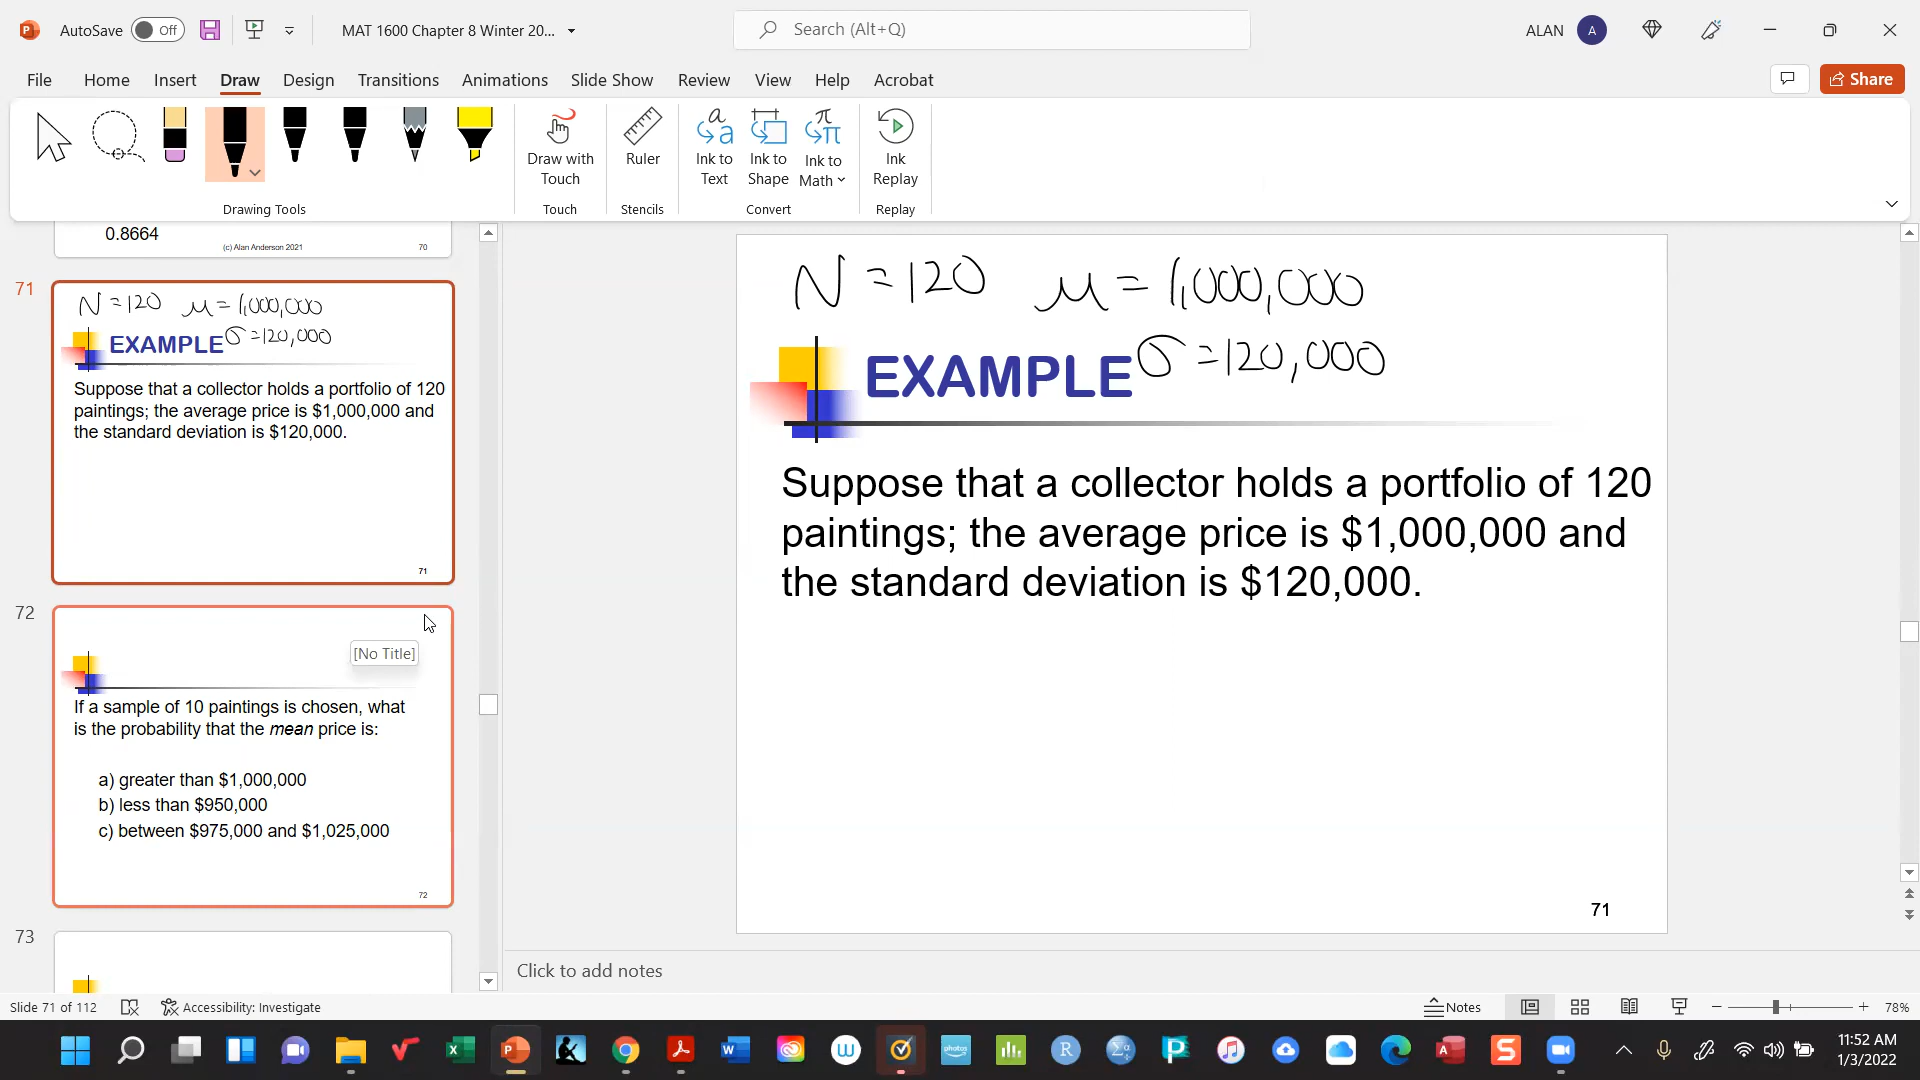 AutoSave Off MAT 1600 Chapter 8 Winter 20... Search (Alt+Q) ALAN A
File Home Insert Draw Design Transitions Animations Slide Show Review View Help Acrobat Share
Draw with Touch
Ruler
Ink to Text
Ink to Shape
Ink to Math
Ink Replay
Drawing Tools Touch Stencils Convert Replay
0.8664
(c) Alan Anderson 2021 70
71
N = 120 μ = 1,000,000
EXAMPLE σ = 120,000
Suppose that a collector holds a portfolio of 120
paintings; the average price is $1,000,000 and
the standard deviation is $120,000.
71
72
[No Title]
If a sample of 10 paintings is chosen, what
is the probability that the mean price is:
a) greater than $1,000,000
b) less than $950,000
c) between $975,000 and $1,025,000
72
73
N = 120 μ = 1,000,000
σ = 120,000
EXAMPLE
Suppose that a collector holds a portfolio of 120
paintings; the average price is $1,000,000 and
the standard deviation is $120,000.
71
Click to add notes
Slide 71 of 112 Accessibility: Investigate Notes 78%
11:52 AM
1/3/2022